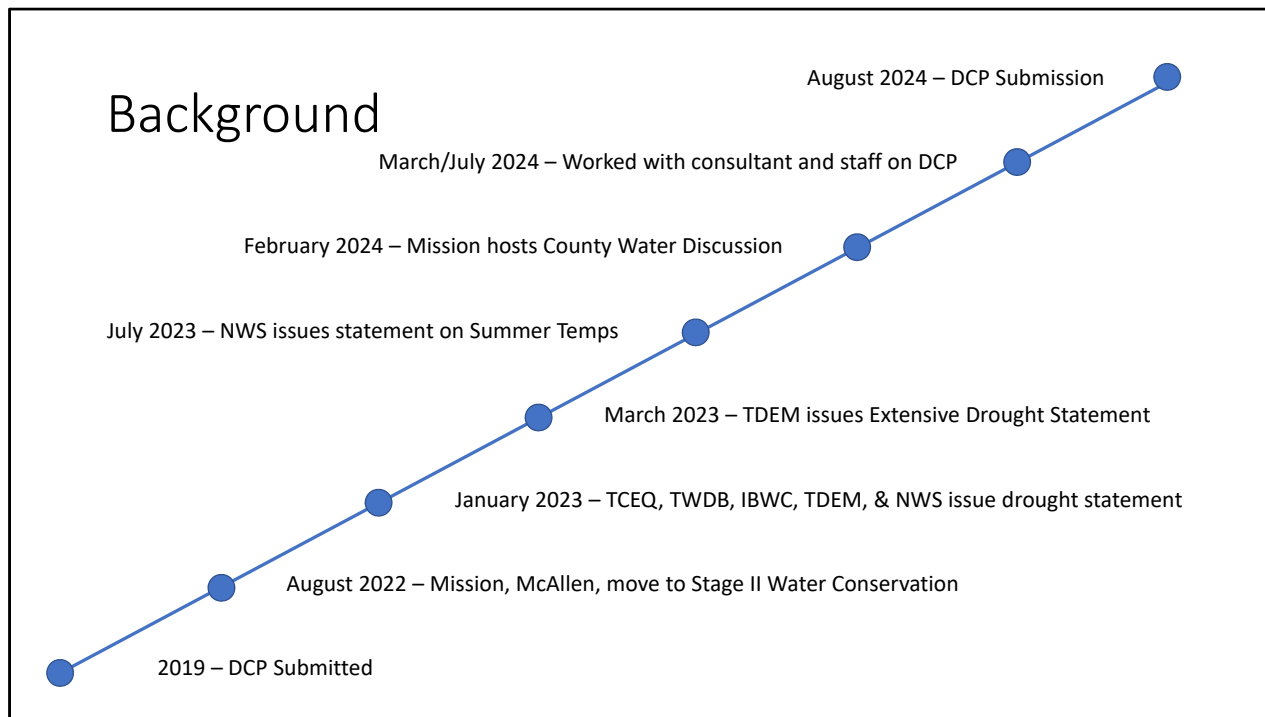 August 2024 – DCP Submission
Background
March/July 2024 – Worked with consultant and staff on DCP
February 2024 – Mission hosts County Water Discussion
July 2023 – NWS issues statement on Summer Temps
March 2023 – TDEM issues Extensive Drought Statement
January 2023 – TCEQ, TWDB, IBWC, TDEM, & NWS issue drought statement
August 2022 – Mission, McAllen, move to Stage II Water Conservation
2019 – DCP Submitted